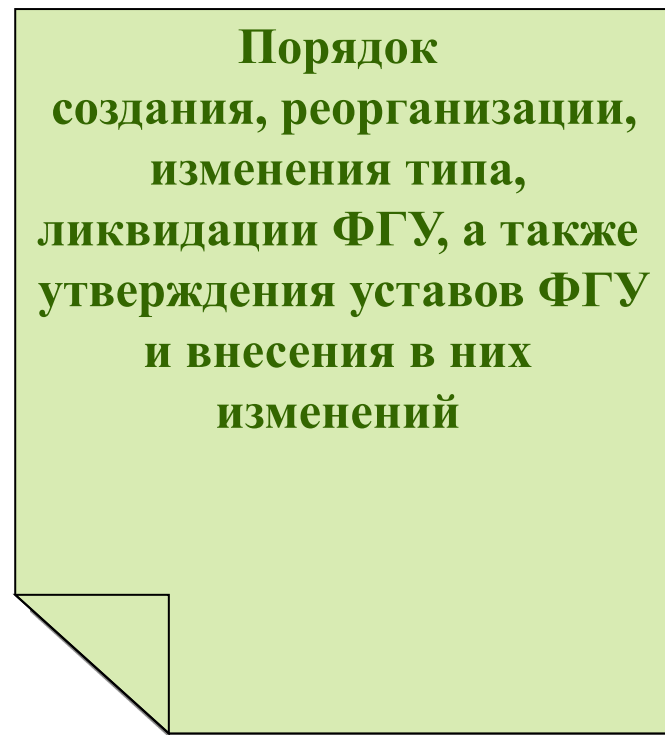 Порядок
создания, реорганизации,
изменения типа,
ликвидации ФГУ, а также
утверждения уставов ФГУ
и внесения в них
изменений